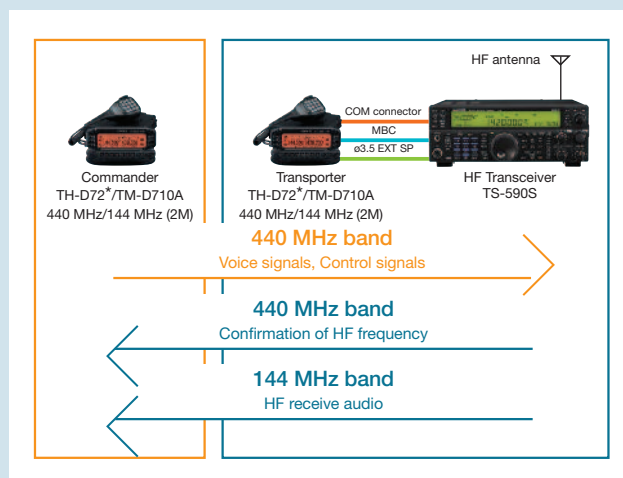 HF antenna
COM connector
MBC
ø3.5 EXT SP
Commander
TH-D72*/TM-D710A
440 MHz/144 MHz (2M)
Transporter
TH-D72*/TM-D710A
440 MHz/144 MHz (2M)
HF Transceiver
TS-590S
440 MHz band
Voice signals, Control signals
440 MHz band
Confirmation of HF frequency
144 MHz band
HF receive audio